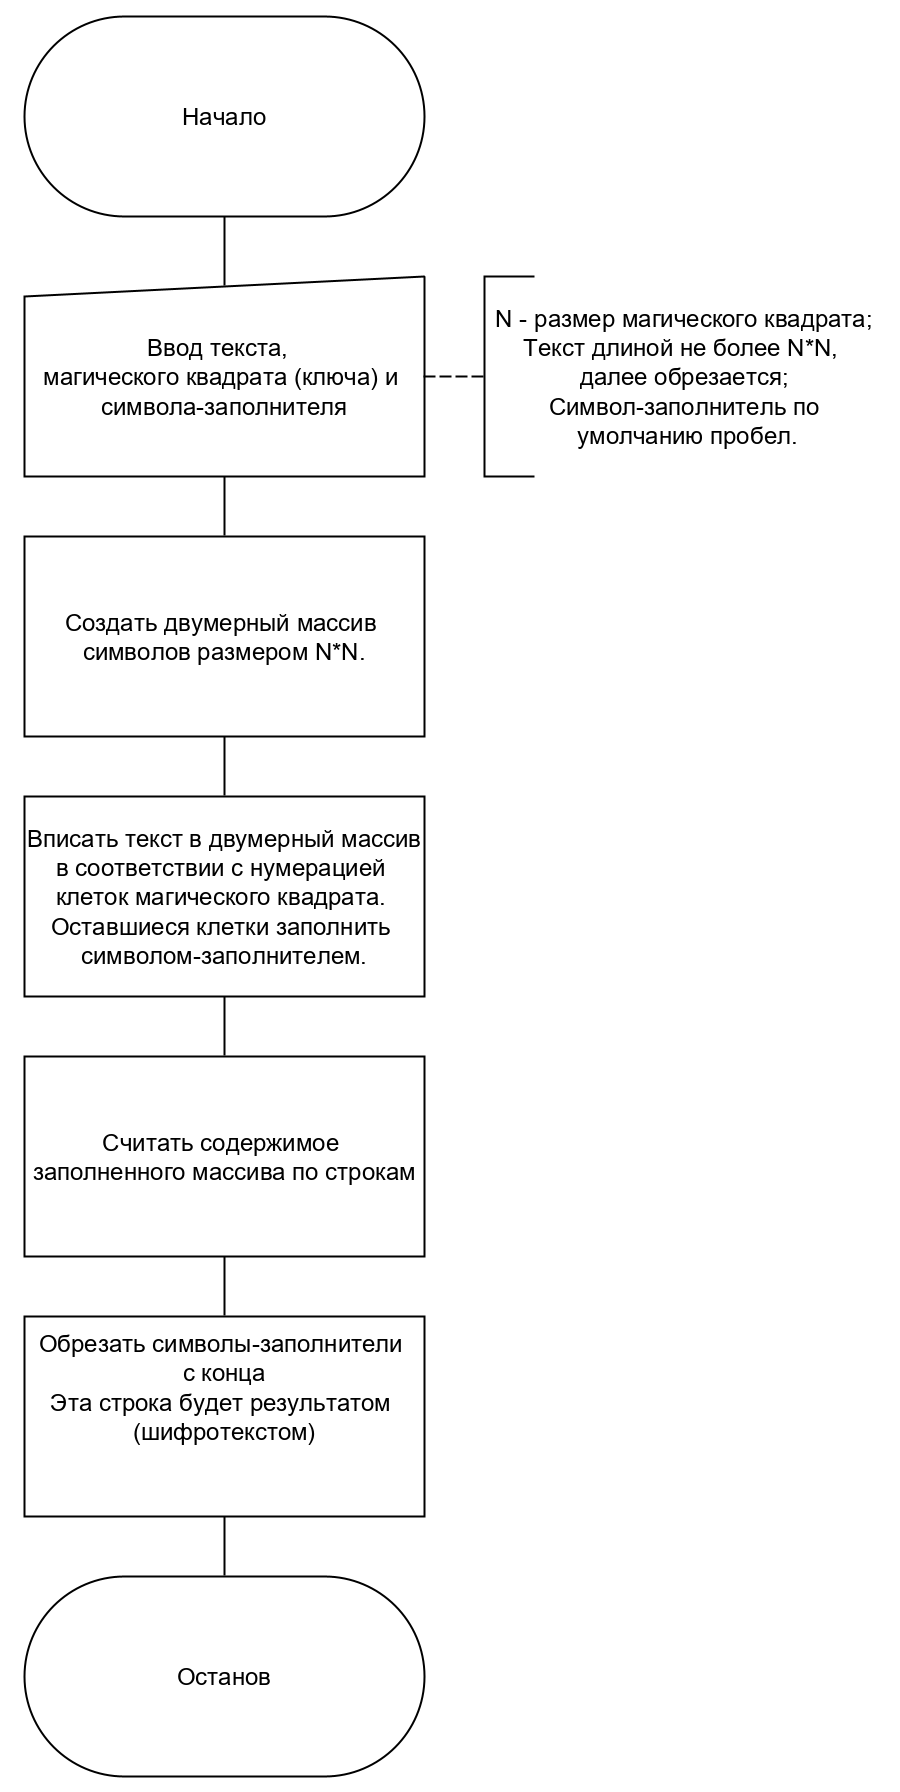 Начало
Ввод текста,
магического квадрата (ключа) и
символа-заполнителя
N - размер магического квадрата;
Текст длиной не более N*N,
далее обрезается;
Символ-заполнитель по
умолчанию пробел.
Создать двумерный массив
символов размером N*N.
Вписать текст в двумерный массив
в соответствии с нумерацией
клеток магического квадрата.
Оставшиеся клетки заполнить
символом-заполнителем.
Считать содержимое
заполненного массива по строкам
Обрезать символы-заполнители
с конца
Эта строка будет результатом
(шифротекстом)
Останов